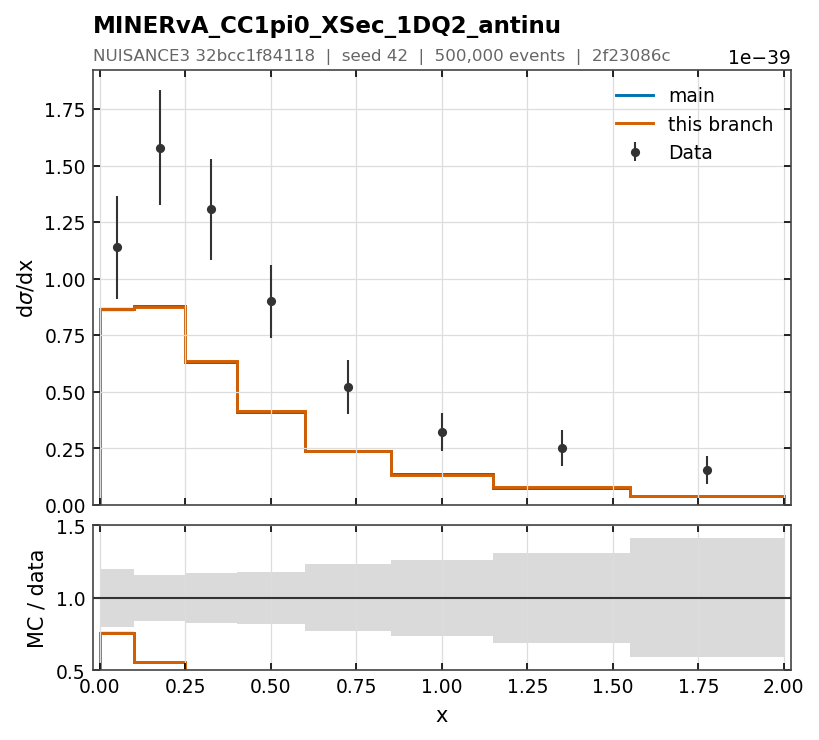 MINERvA_CC1pi0_XSec_1DQ2_antinu
NUISANCE3 32bcc1f84118 | seed 42 | 500,000 events | 2f23086c
1e−39
main
this branch
Data
dσ/dx
1.75
1.50
1.25
1.00
0.75
0.50
0.25
0.00
MC / data
1.5
1.0
0.5
0.00 0.25 0.50 0.75 1.00 1.25 1.50 1.75 2.00
x